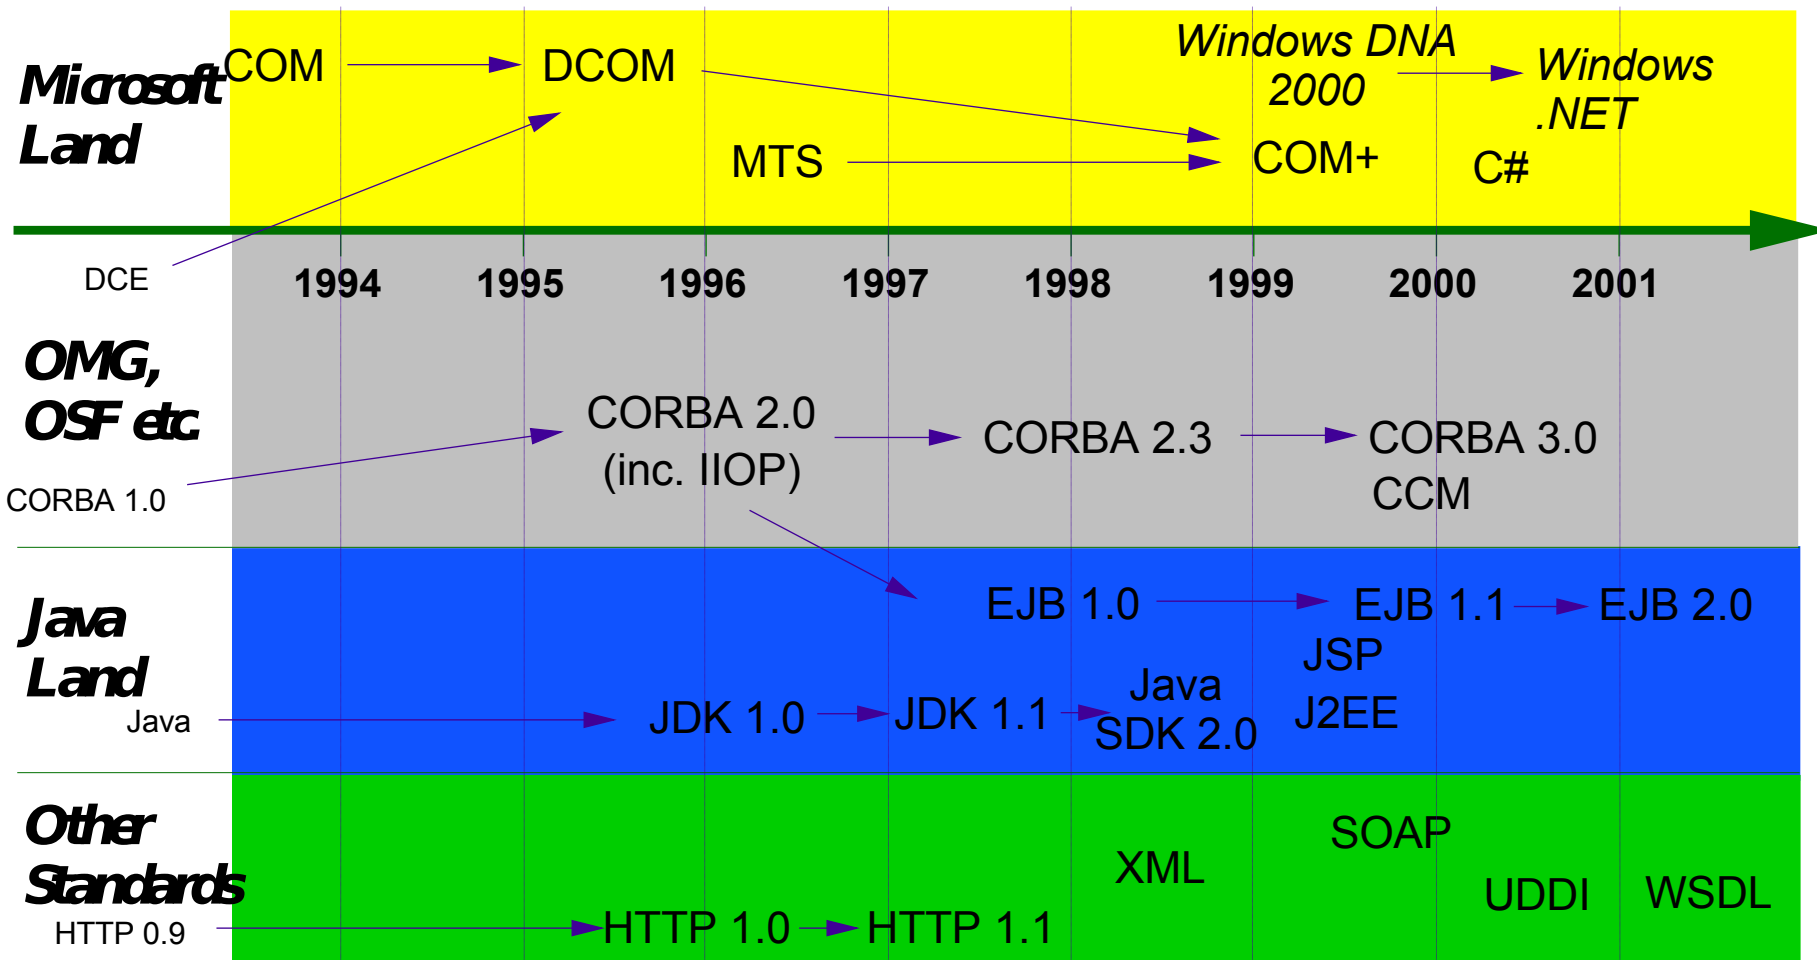 Microsoft
Land
COM
DCOM
MTS
Windows DNA
2000
COM+
Windows
.NET
C#
DCE
1994 1995 1996 1997 1998 1999 2000 2001
OMG,
OSF etc.
CORBA 1.0
CORBA 2.0
(inc. IIOP)
CORBA 2.3
CORBA 3.0
CCM
Java
Land
Java
EJB 1.0
EJB 1.1
EJB 2.0
JSP
J2EE
JDK 1.0
JDK 1.1
Java
SDK 2.0
Other
Standards
HTTP 0.9
HTTP 1.0
HTTP 1.1
XML
SOAP
UDDI
WSDL